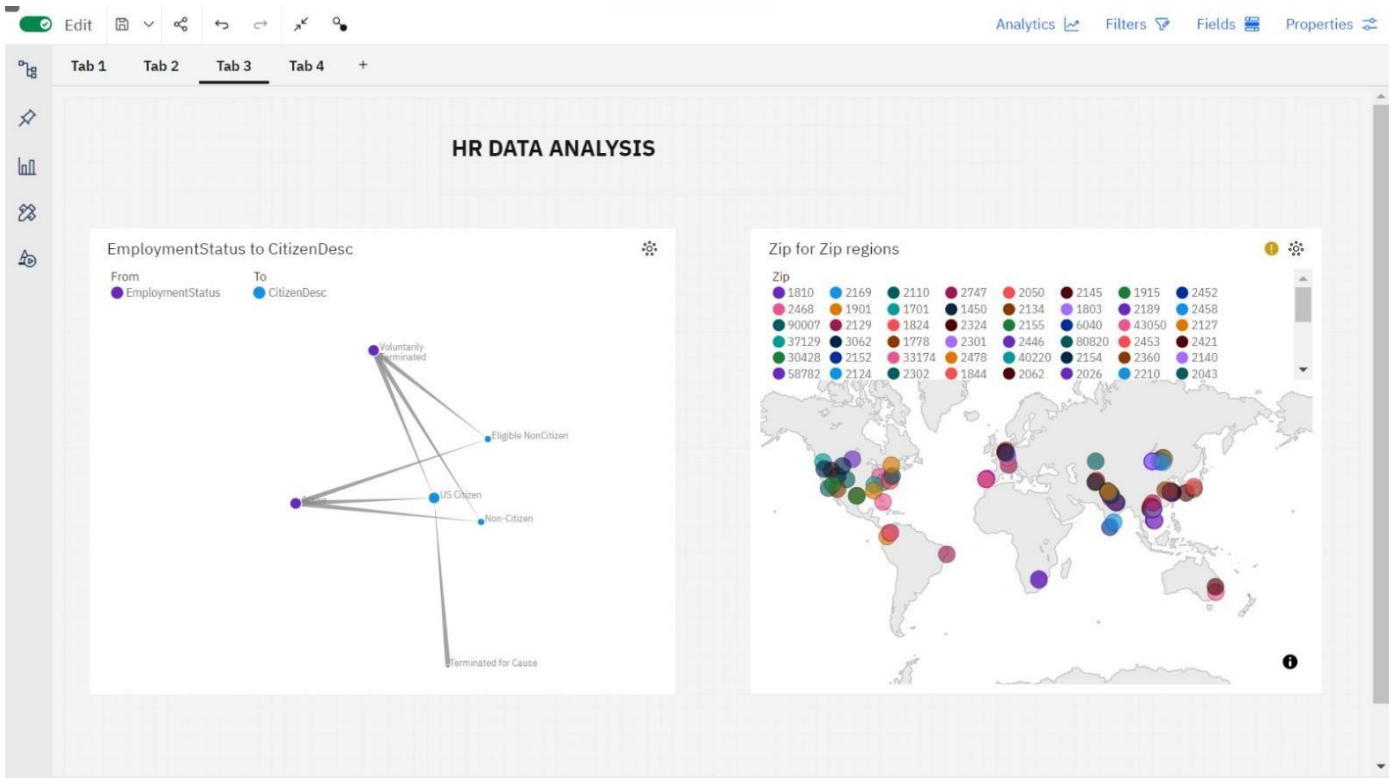 Edit
Analytics Filters Fields Properties
Tab 1 Tab 2 Tab 3 Tab 4 +
HR DATA ANALYSIS
EmploymentStatus to CitizenDesc
From To
EmploymentStatus CitizenDesc
Voluntarily
Terminated
Eligible NonCitizen
US Citizen
Non-Citizen
Terminated for Cause
Zip for Zip regions
Zip
1810 2169 2110 2747 2050 2145 1915 2452
2468 1901 1701 1450 2134 1803 2189 2458
90007 2129 1824 2324 2155 6040 43050 2127
37129 3062 1778 2301 2446 80820 2453 2421
30428 2152 33174 2478 40220 2154 2360 2140
58782 2124 2302 1844 2062 2026 2210 2043